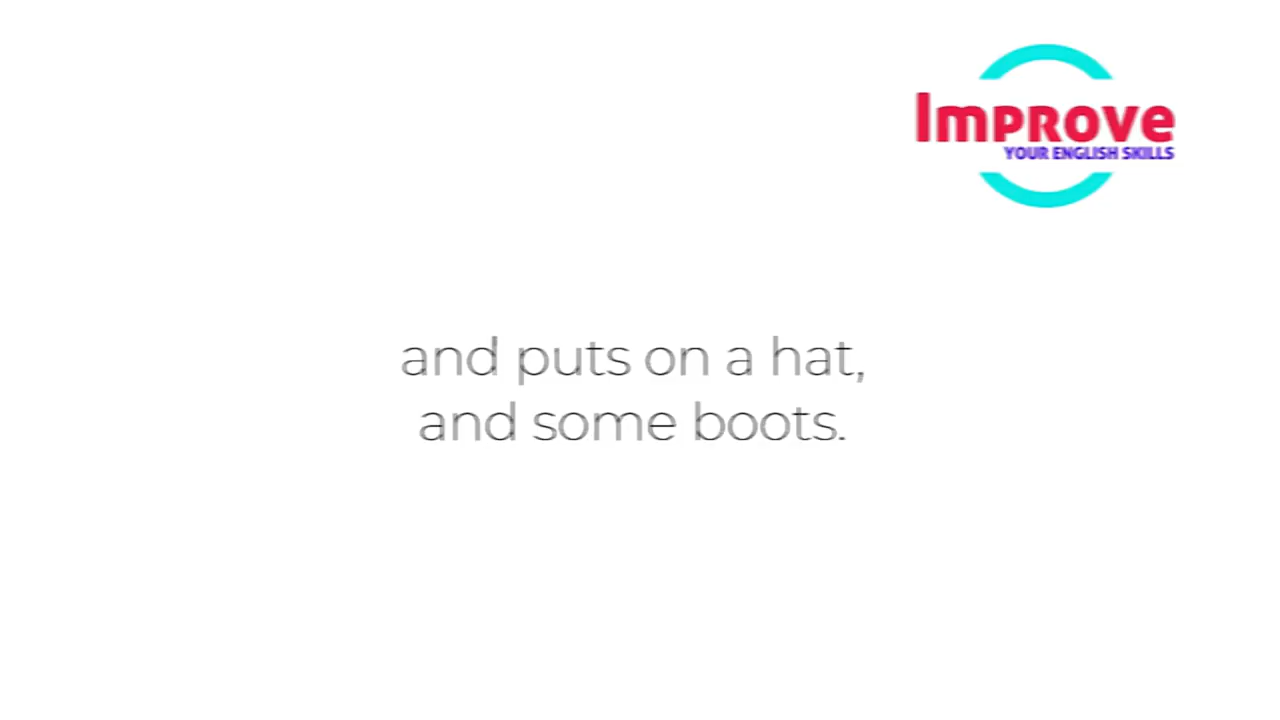 Improve
YOUR ENGLISH SKILLS
and puts on a hat,
and some boots.